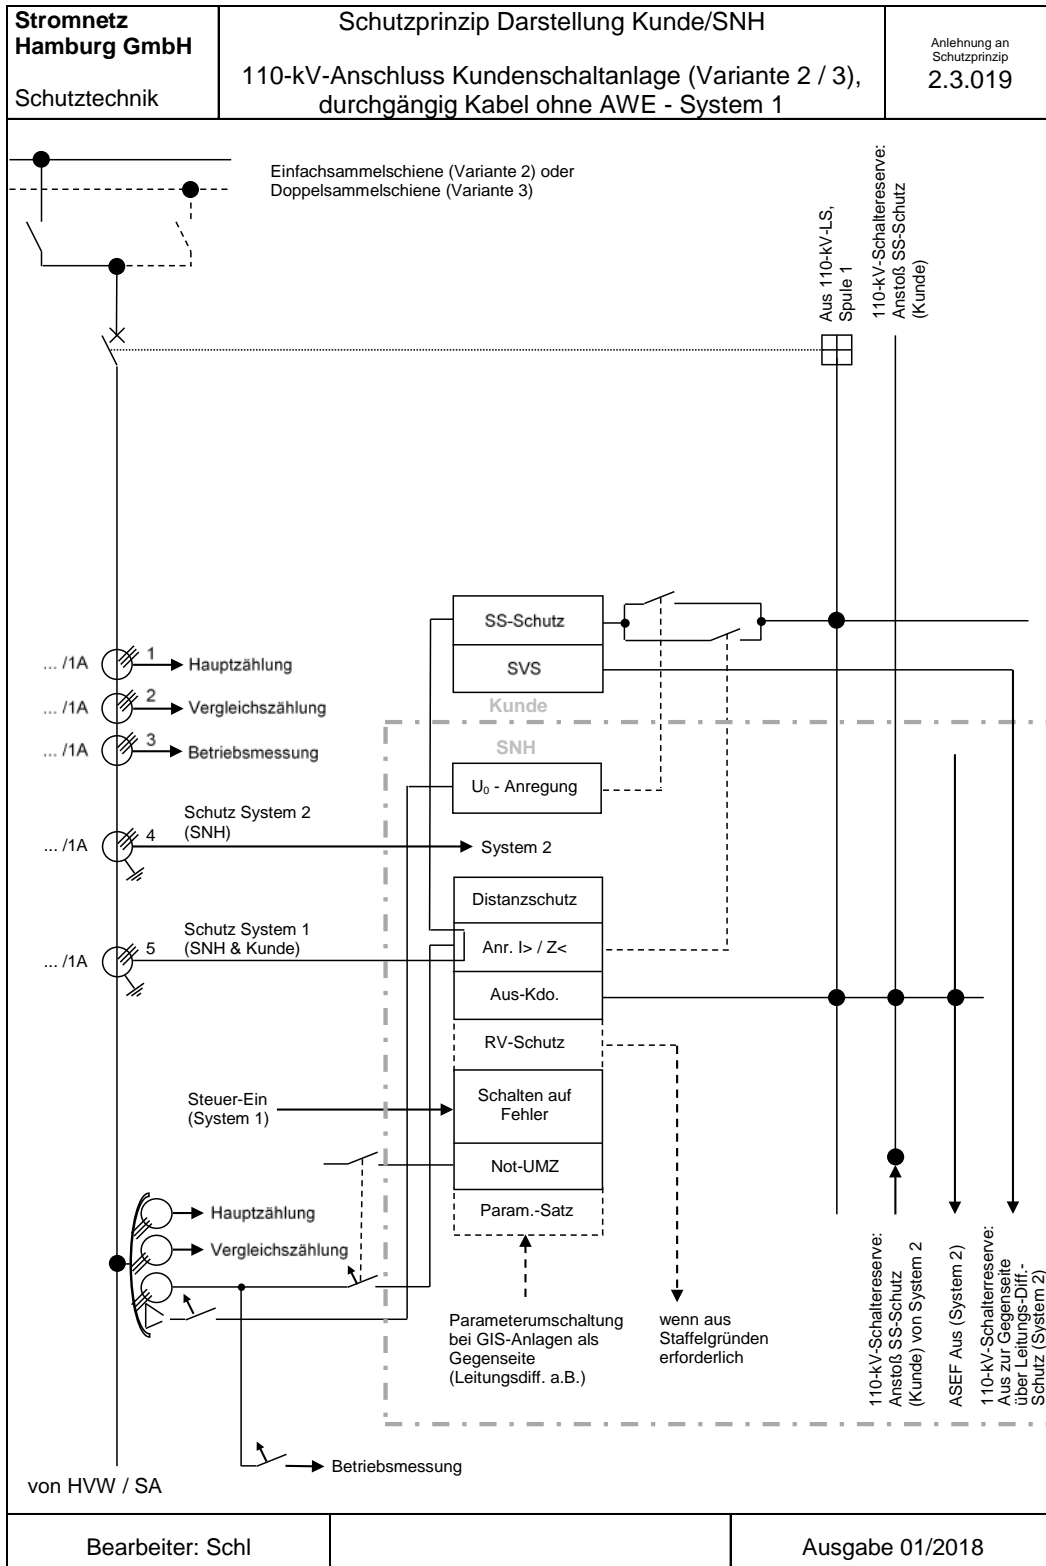 Stromnetz
Hamburg GmbH
Schutztechnik
Schutzprinzip Darstellung Kunde/SNH
110-kV-Anschluss Kundenschaltanlage (Variante 2 / 3),
durchgängig Kabel ohne AWE - System 1
Anlehnung an
Schutzprinzip
2.3.019
Einfachsammelschiene (Variante 2) oder
Doppelsammelschiene (Variante 3)
Aus 110-kV-LS,
Spule 1
110-kV-Schaltereserve:
Anstoß SS-Schutz
(Kunde)
SS-Schutz
SVS
Kunde
SNH
U₀ - Anregung
... /1A
1
Hauptzählung
... /1A
2
Vergleichszählung
... /1A
3
Betriebsmessung
Schutz System 2
(SNH)
... /1A
4
System 2
Distanzschutz
Schutz System 1
(SNH & Kunde)
... /1A
5
Anr. I> / Z<
Aus-Kdo.
RV-Schutz
Steuer-Ein
(System 1)
Schalten auf
Fehler
Not-UMZ
Param.-Satz
Hauptzählung
Vergleichszählung
Parameterumschaltung
bei GIS-Anlagen als
Gegenseite
(Leitungsdiff. a.B.)
wenn aus
Staffelgründen
erforderlich
110-kV-Schaltereserve:
Anstoß SS-Schutz
(Kunde) von System 2
ASEF Aus (System 2)
110-kV-Schalterreserve:
Aus zur Gegenseite
über Leitungs-Diff.-
Schutz (System 2)
Betriebsmessung
von HVW / SA
Bearbeiter: Schl
Ausgabe 01/2018